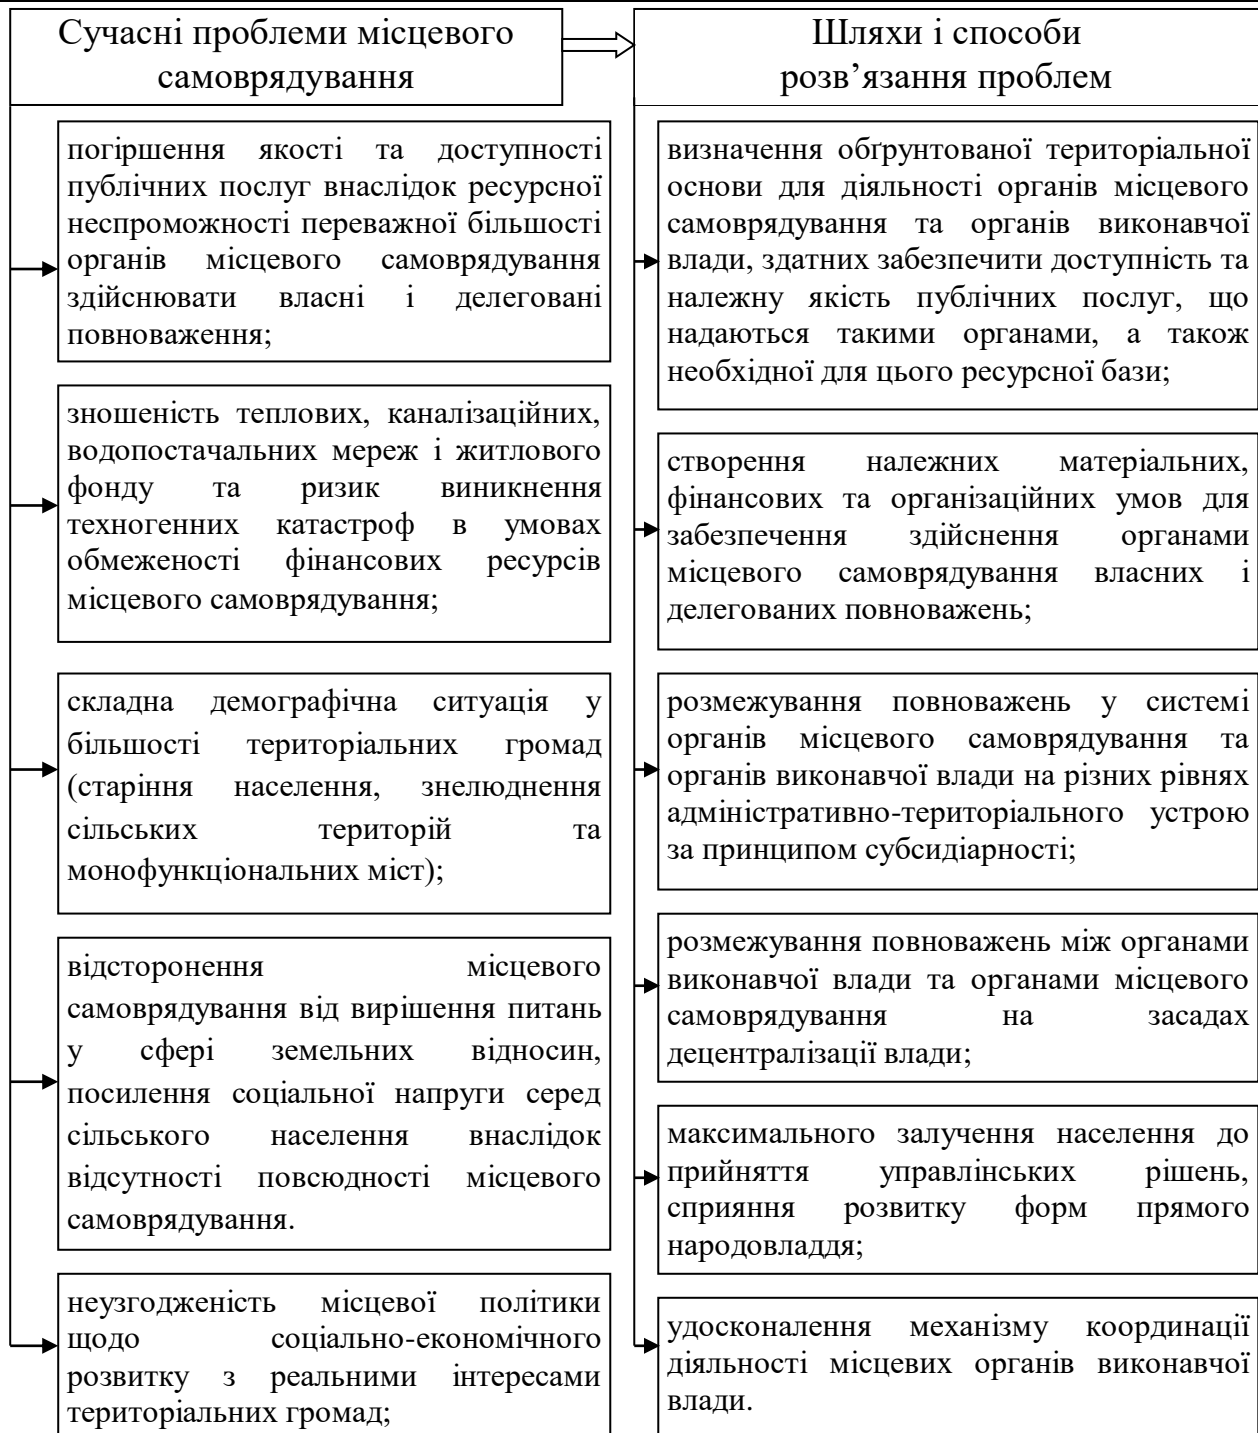 Сучасні проблеми місцевого
самоврядування
погіршення якості та доступності
публічних послуг внаслідок ресурсної
неспроможності переважної більшості
органів місцевого самоврядування
здійснювати власні і делеговані
повноваження;
зношеність теплових, каналізаційних,
водопостачальних мереж і житлового
фонду та ризик виникнення
техногенних катастроф в умовах
обмеженості фінансових ресурсів
місцевого самоврядування;
складна демографічна ситуація у
більшості територіальних громад
(старіння населення, знелюднення
сільських територій та
монофункціональних міст);
відсторонення місцевого
самоврядування від вирішення питань
у сфері земельних відносин,
посилення соціальної напруги серед
сільського населення внаслідок
відсутності повсюдності місцевого
самоврядування.
неузгодженість місцевої політики
щодо соціально-економічного
розвитку з реальними інтересами
територіальних громад;
Шляхи і способи
розв’язання проблем
визначення обґрунтованої територіальної
основи для діяльності органів місцевого
самоврядування та органів виконавчої
влади, здатних забезпечити доступність та
належну якість публічних послуг, що
надаються такими органами, а також
необхідної для цього ресурсної бази;
створення належних матеріальних,
фінансових та організаційних умов для
забезпечення здійснення органами
місцевого самоврядування власних і
делегованих повноважень;
розмежування повноважень у системі
органів місцевого самоврядування та
органів виконавчої влади на різних рівнях
адміністративно-територіального устрою
за принципом субсидіарності;
розмежування повноважень між органами
виконавчої влади та органами місцевого
самоврядування на засадах
децентралізації влади;
максимального залучення населення до
прийняття управлінських рішень,
сприяння розвитку форм прямого
народовладдя;
удосконалення механізму координації
діяльності місцевих органів виконавчої
влади.